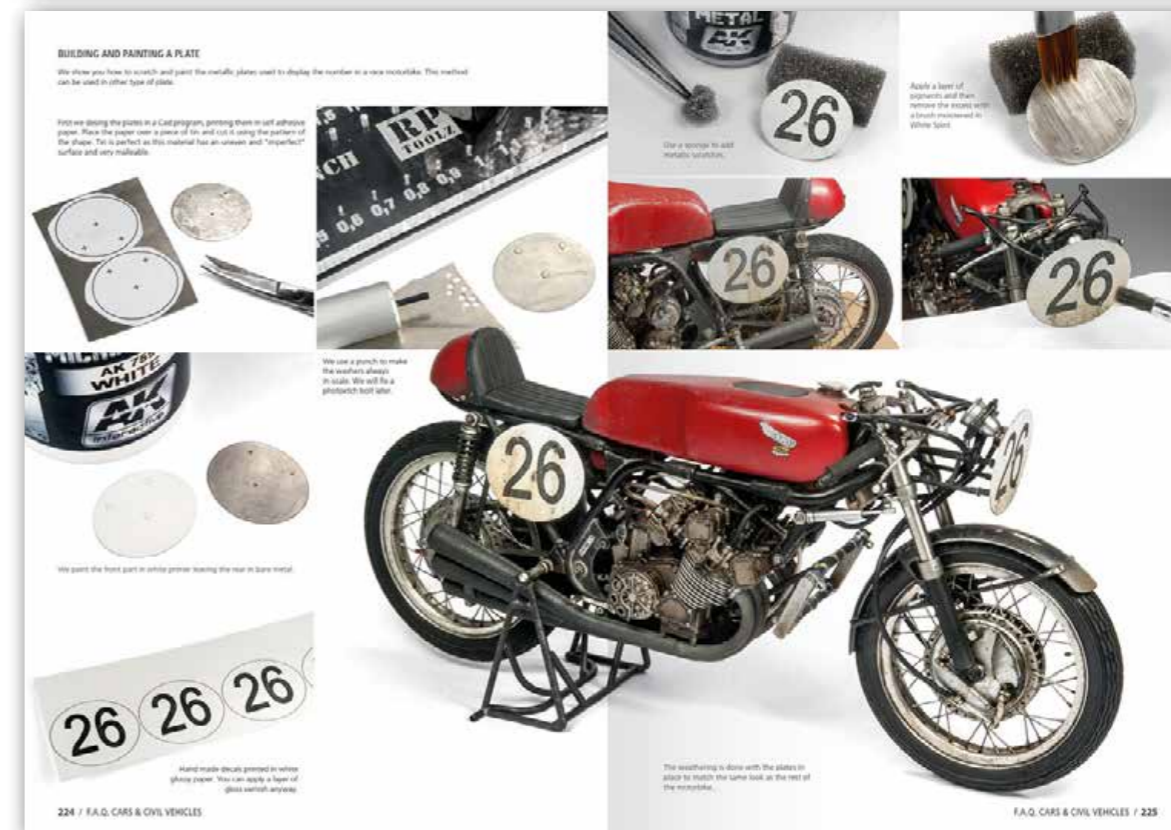 BUILDING AND PAINTING A PLATE
We show you how to scratch and paint the metallic plates used to display the number in a race motorbike. This method
can be used in other type of plate.
First we desing the plates in a Cad program, printing them in self adhesive
paper. Place the paper over a piece of tin and cut it using the pattern of
the shape. Tin is perfect as this material has an uneven and "imperfect"
surface and very malleable.
RP
TOOLZ
0,6 0,7 0,8 0,9
We use a punch to make
the washers always
in scale. We will fix a
photoetch bolt later.
AK 759
WHITE
AK
interactive
We paint the front part in white primer leaving the rear in bare metal.
26 26 26
Hand made decals printed in white
glossy paper. You can apply a layer of
gloss varnish anyway.
224 / F.A.Q. CARS & CIVIL VEHICLES
METAL
AK
26
Use a sponge to add
metallic scratches.
Apply a layer of
pigments and then
remove the excess with
a brush moistened in
White Spirit.
26
26
26
26
The weathering is done with the plates in
place to match the same look as the rest of
the motorbike.
F.A.Q. CARS & CIVIL VEHICLES / 225